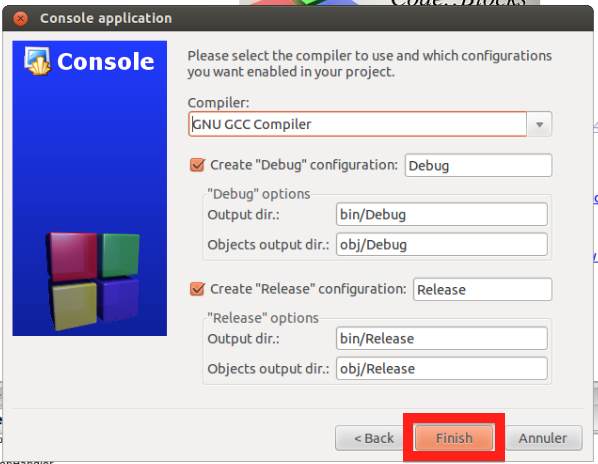 Code::Blocks
Console application
Console
Please select the compiler to use and which configurations
you want enabled in your project.
Compiler:
GNU GCC Compiler
Create "Debug" configuration: Debug
"Debug" options
Output dir.: bin/Debug
Objects output dir.: obj/Debug
Create "Release" configuration: Release
"Release" options
Output dir.: bin/Release
Objects output dir.: obj/Release
< Back Finish Annuler